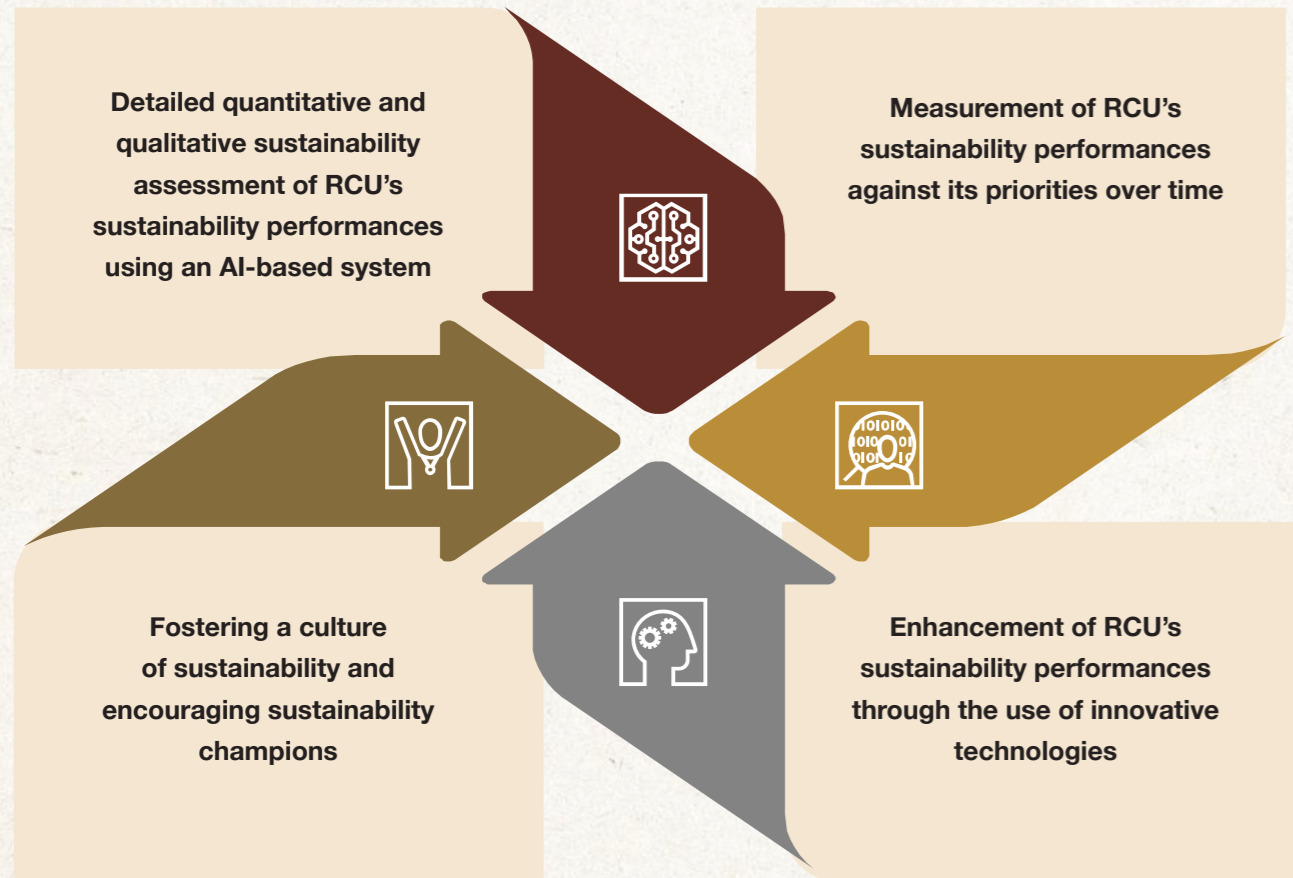 Detailed quantitative and
qualitative sustainability
assessment of RCU’s
sustainability performances
using an AI-based system
Measurement of RCU’s
sustainability performances
against its priorities over time
Fostering a culture
of sustainability and
encouraging sustainability
champions
Enhancement of RCU’s
sustainability performances
through the use of innovative
technologies